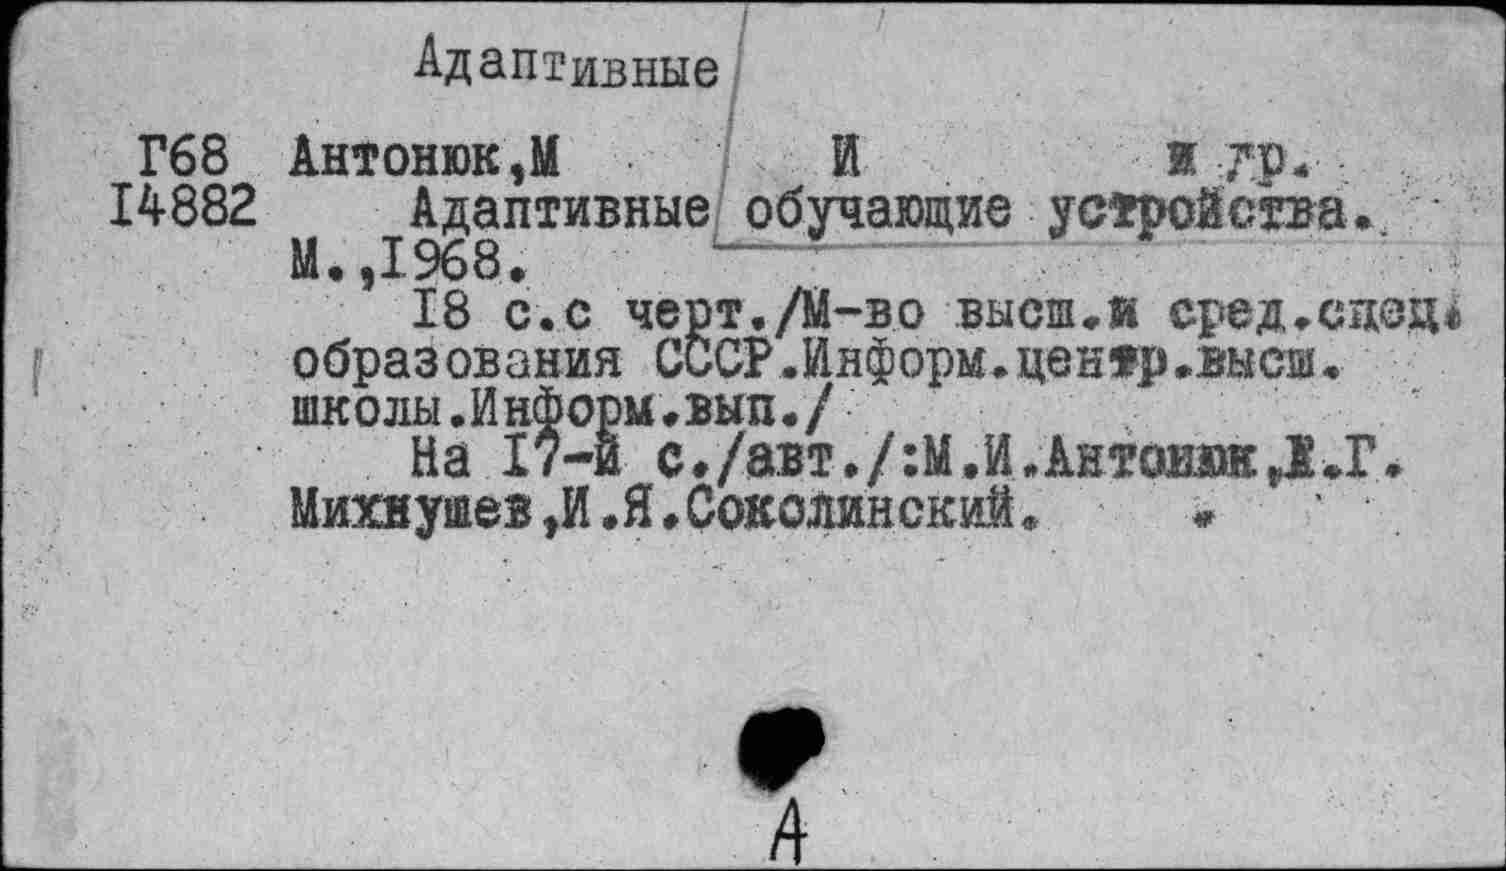 Адаптивные
Г68 Антонюк,М И и др.
14882 Адаптивные обучающие устройства.
М.,1968.
18 с.с черт./М-во высш.и сред.спец.
образования СССР.Информ.центр.высш.
школы.Информ.вып./
На 17-й с./авт./:М.И.Антонюк, .Г.
Михнушев,И.Я.Соколинский.
А